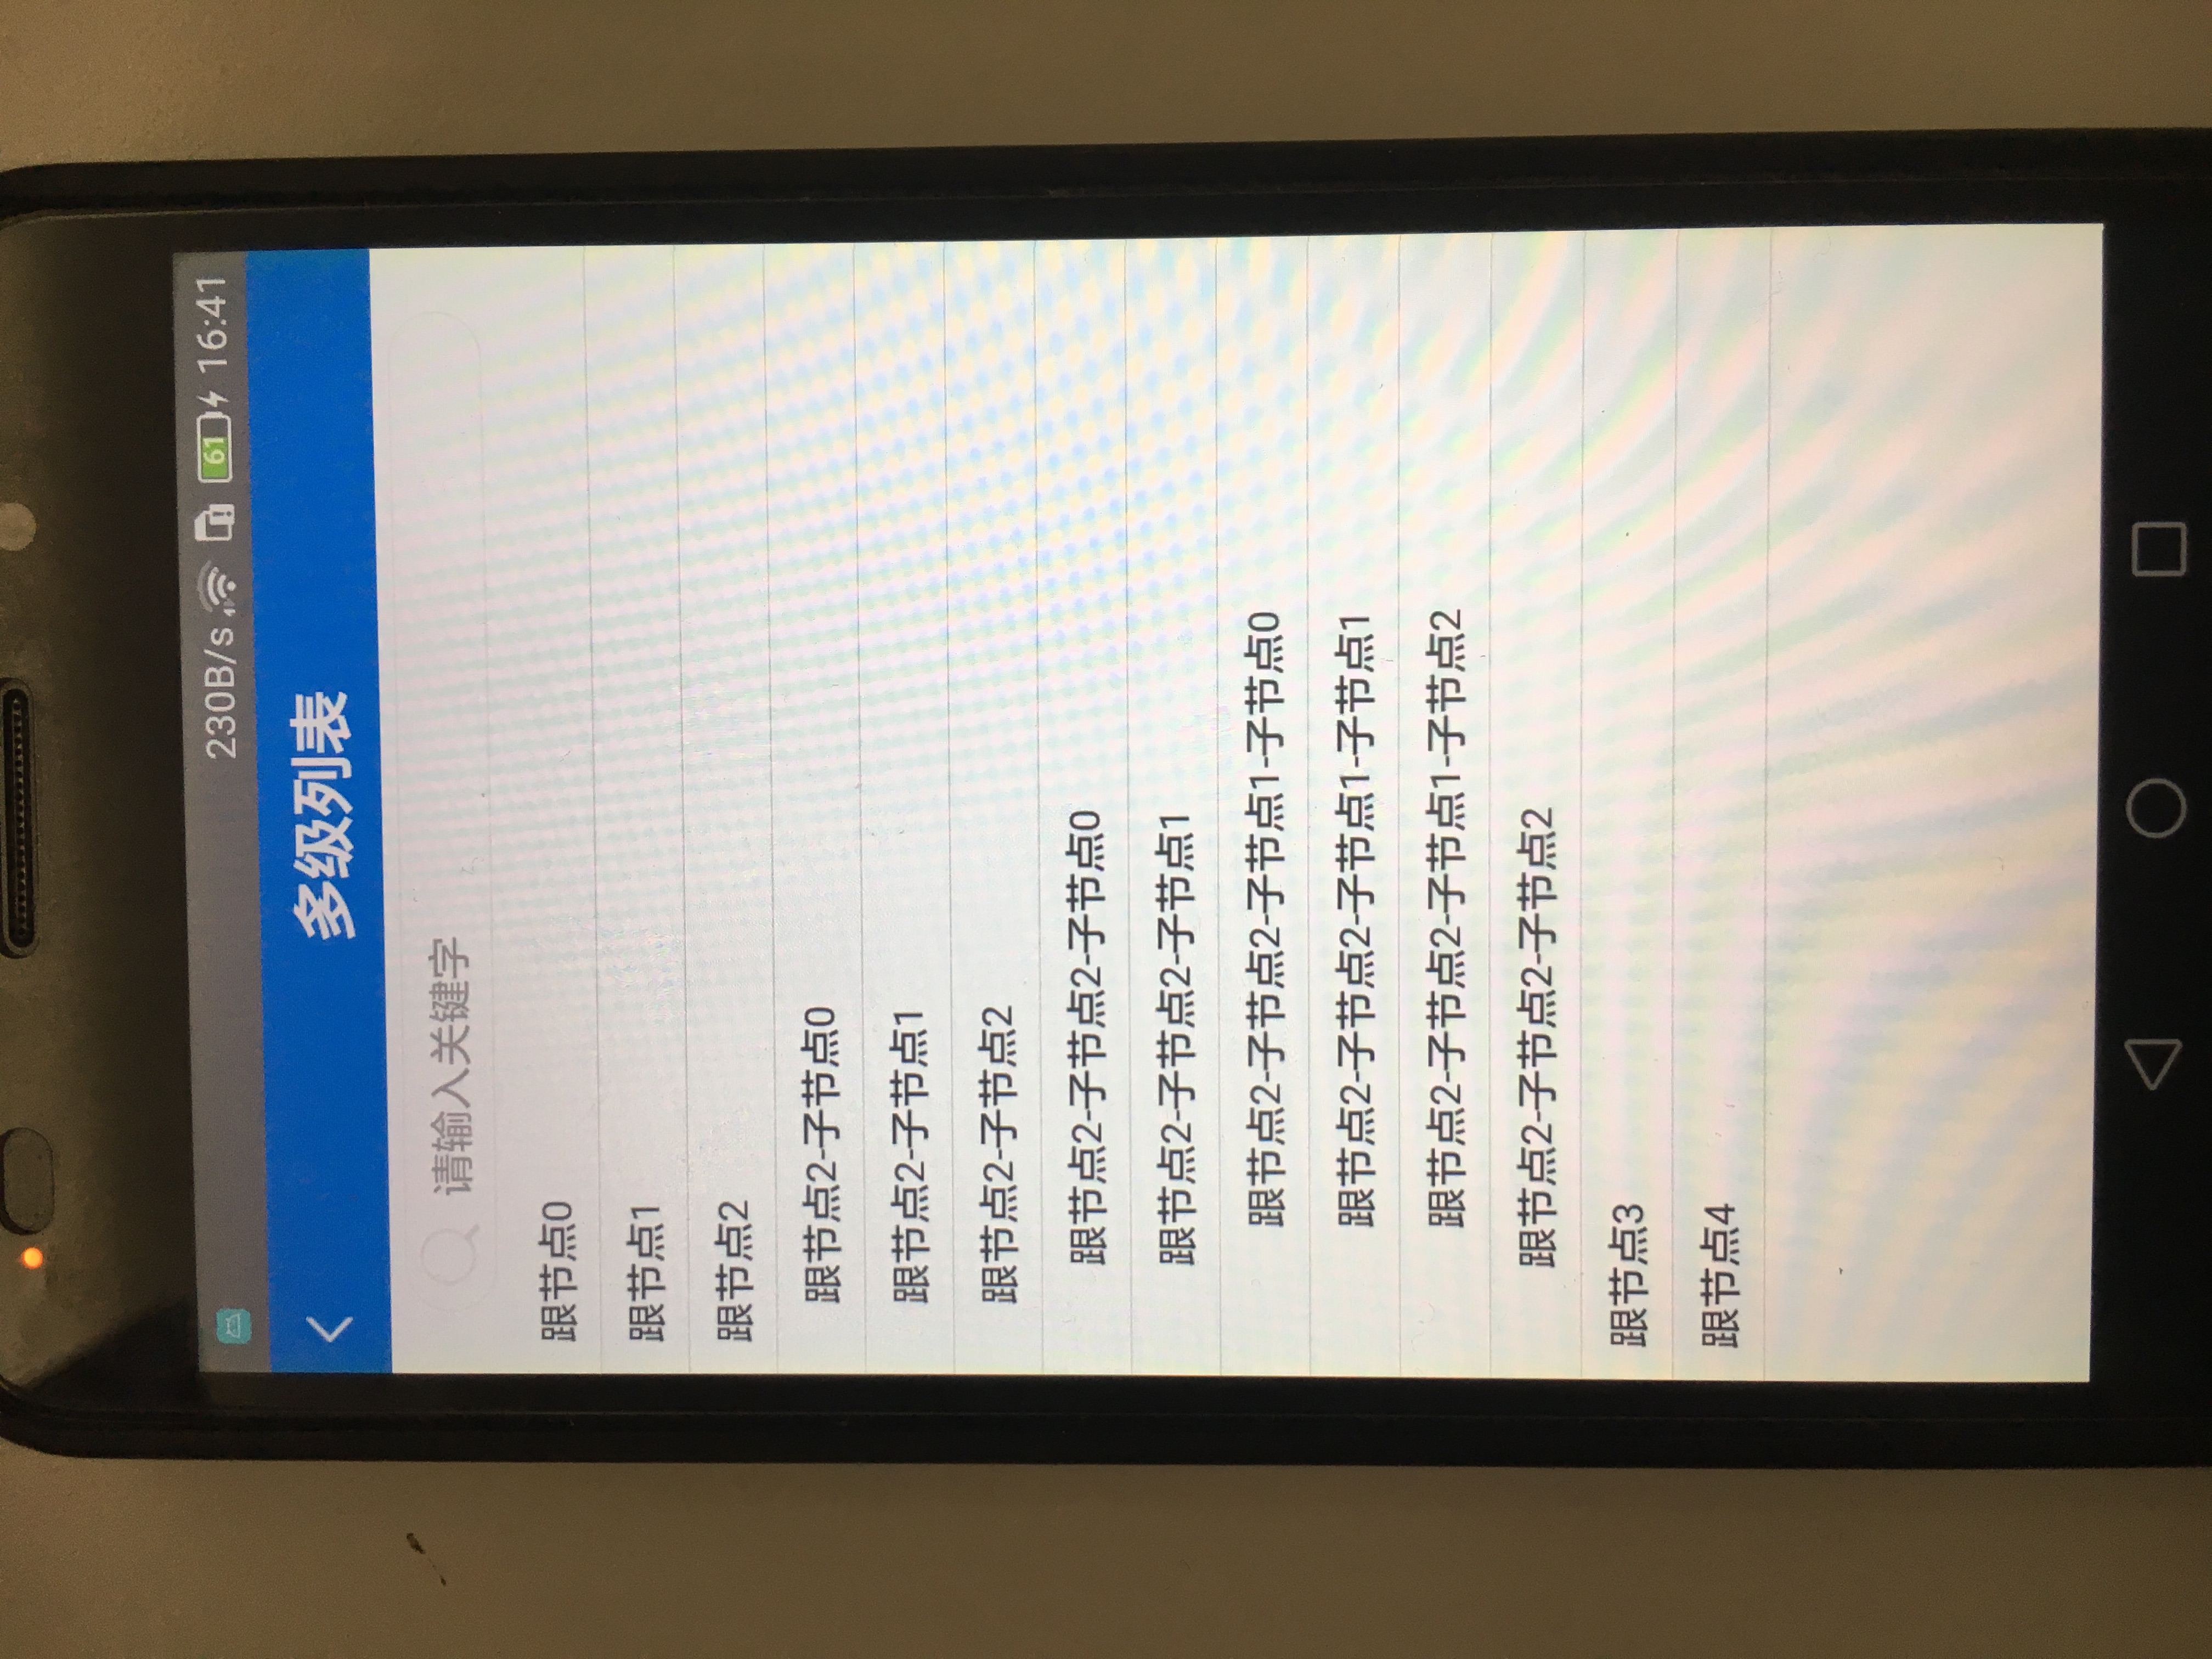 230B/s 61 16:41
多级列表
请输入关键字
跟节点0
跟节点1
跟节点2
跟节点2-子节点0
跟节点2-子节点1
跟节点2-子节点2
跟节点2-子节点2-子节点0
跟节点2-子节点2-子节点1
跟节点2-子节点2-子节点1-子节点0
跟节点2-子节点2-子节点1-子节点1
跟节点2-子节点2-子节点1-子节点2
跟节点2-子节点2-子节点2
跟节点3
跟节点4